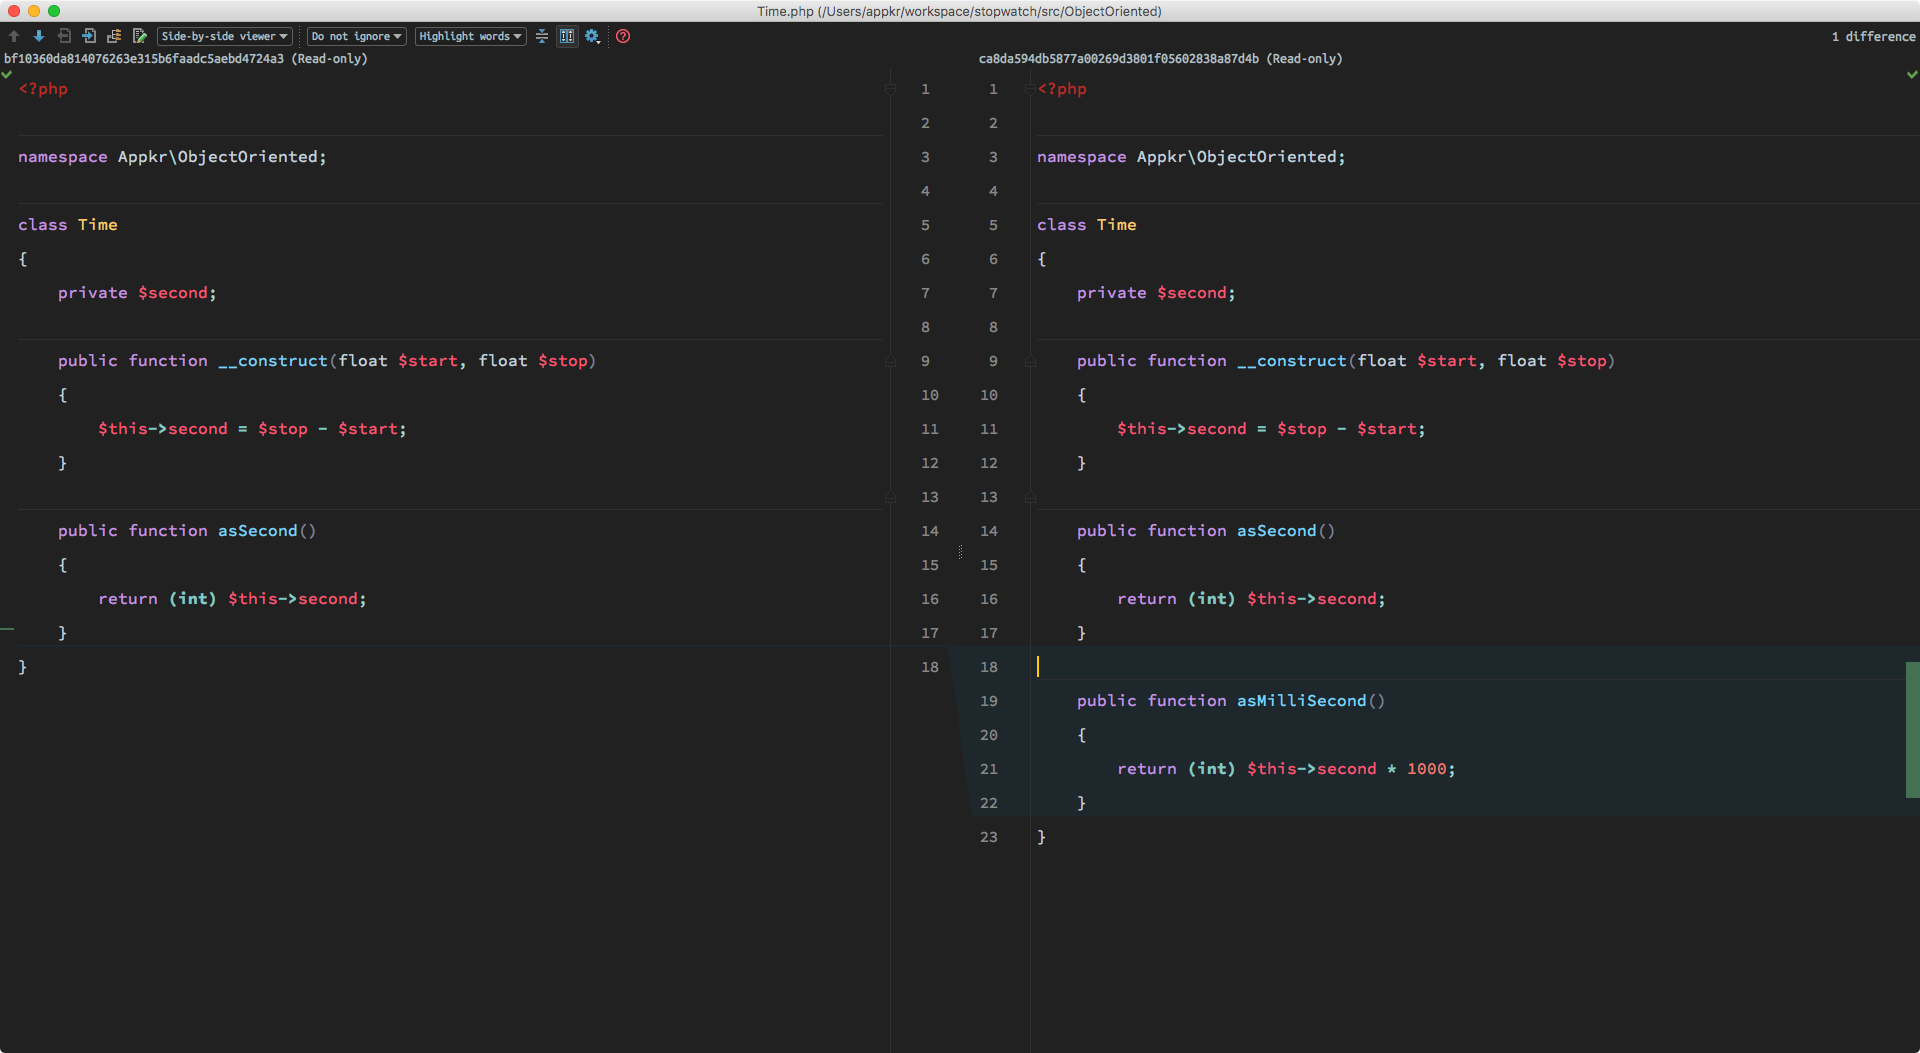 Time.php (/Users/appkr/workspace/stopwatch/src/ObjectOriented)
Side-by-side viewer Do not ignore Highlight words 1 difference
bf10360da814076263e315b6faadc5aebd4724a3 (Read-only)
<?php 1
2
namespace Appkr\ObjectOriented; 3
4
class Time 5
{ 6
    private $second; 7
8
    public function __construct(float $start, float $stop) 9
    { 10
        $this->second = $stop - $start; 11
    } 12
13
    public function asSecond() 14
    { 15
        return (int) $this->second; 16
    } 17
} 18
ca8da594db5877a00269d3801f05602838a87d4b (Read-only)
1 <?php
2
3 namespace Appkr\ObjectOriented;
4
5 class Time
6 {
7     private $second;
8
9     public function __construct(float $start, float $stop)
10     {
11         $this->second = $stop - $start;
12     }
13
14     public function asSecond()
15     {
16         return (int) $this->second;
17     }
18
19     public function asMilliSecond()
20     {
21         return (int) $this->second * 1000;
22     }
23 }